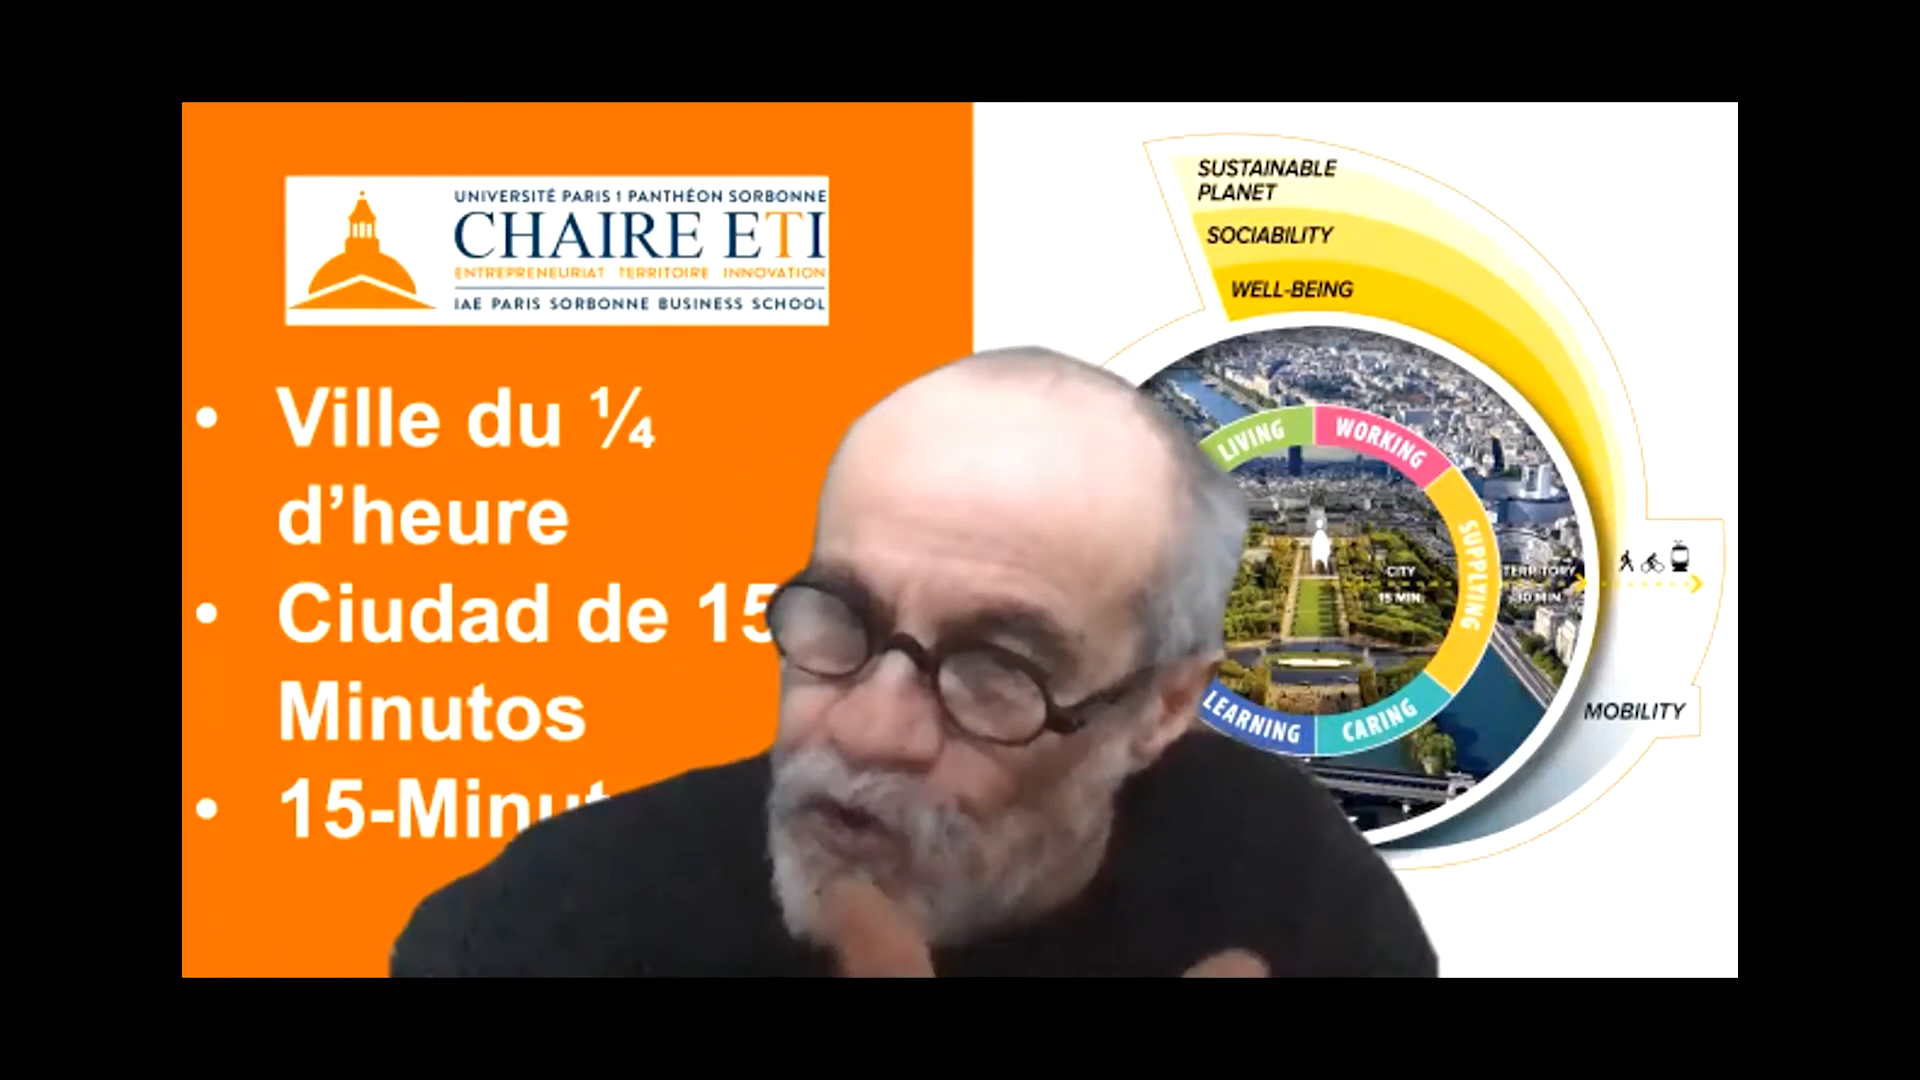 UNIVERSITÉ PARIS 1 PANTHÉON SORBONNE
CHAIRE ETI
ENTREPRENEURIAT TERRITOIRE INNOVATION
IAE PARIS SORBONNE BUSINESS SCHOOL
• Ville du ¼
d’heure
• Ciudad de 15
Minutos
• 15-Minut
SUSTAINABLE
PLANET
SOCIABILITY
WELL-BEING
LIVING
WORKING
SUPPLYING
CARING
LEARNING
CITY
15 MIN
TERRITORY
30 MIN
MOBILITY